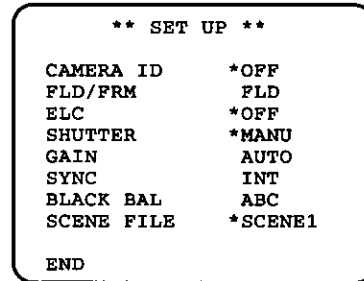 ** SET UP **
CAMERA ID *OFF
FLD/FRM FLD
ELC *OFF
SHUTTER *MANU
GAIN AUTO
SYNC INT
BLACK BAL ABC
SCENE FILE *SCENE1
END